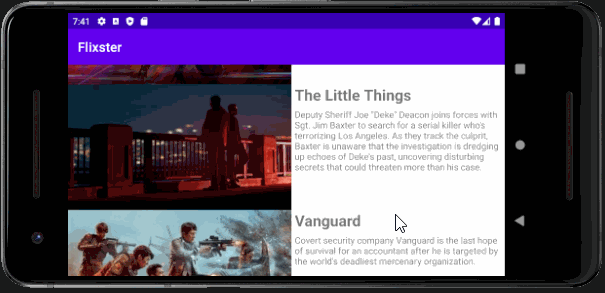 7:41
Flixster
The Little Things
Deputy Sheriff Joe "Deke" Deacon joins forces with
Sgt. Jim Baxter to search for a serial killer who's
terrorizing Los Angeles. As they track the culprit,
Baxter is unaware that the investigation is dredging
up echoes of Deke's past, uncovering disturbing
secrets that could threaten more than his case.
Vanguard
Covert security company Vanguard is the last hope
of survival for an accountant after he is targeted by
the world's deadliest mercenary organization.